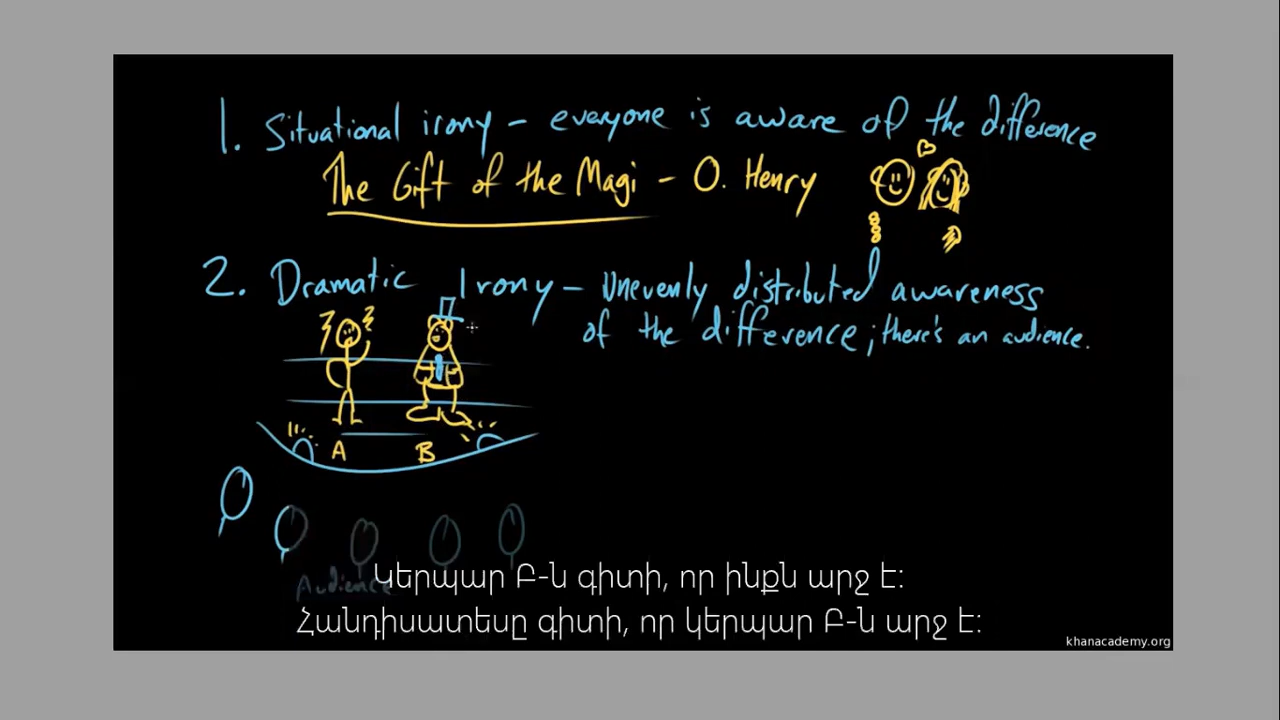 1. Situational irony – everyone is aware of the difference
The Gift of the Magi – O. Henry
2. Dramatic Irony – Unevenly distributed awareness
of the difference; there's an audience.
A B
Audience
Կերպար Բ-ն գիտի, որ ինքն արջ է:
Հանդիսատեսը գիտի, որ կերպար Բ-ն արջ է:
khanacademy.org